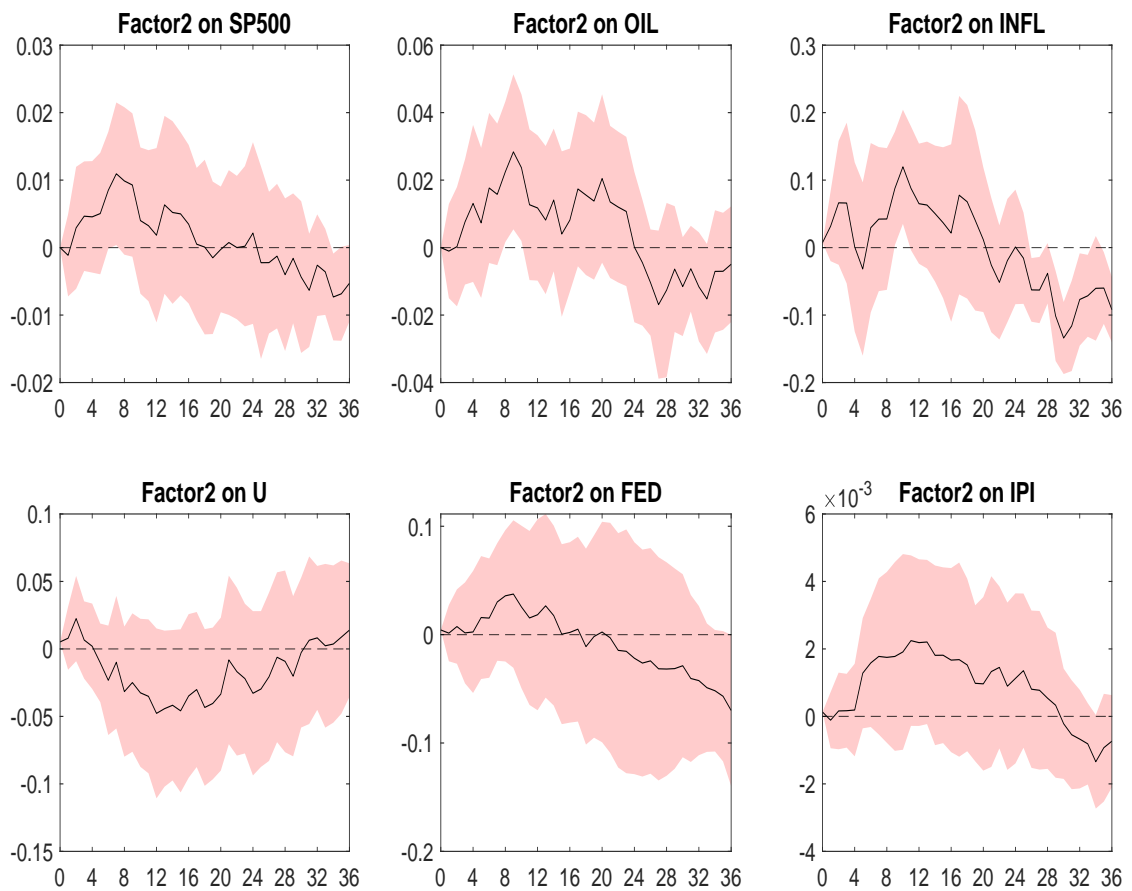 Factor2 on SP500
0.03
0.02
0.01
0
-0.01
-0.02
0 4 8 12 16 20 24 28 32 36
Factor2 on OIL
0.06
0.04
0.02
0
-0.02
-0.04
0 4 8 12 16 20 24 28 32 36
Factor2 on INFL
0.3
0.2
0.1
0
-0.1
-0.2
0 4 8 12 16 20 24 28 32 36
Factor2 on U
0.1
0.05
0
-0.05
-0.1
-0.15
0 4 8 12 16 20 24 28 32 36
Factor2 on FED
0.1
0
-0.1
-0.2
0 4 8 12 16 20 24 28 32 36
×10^-3 Factor2 on IPI
6
4
2
0
-2
-4
0 4 8 12 16 20 24 28 32 36